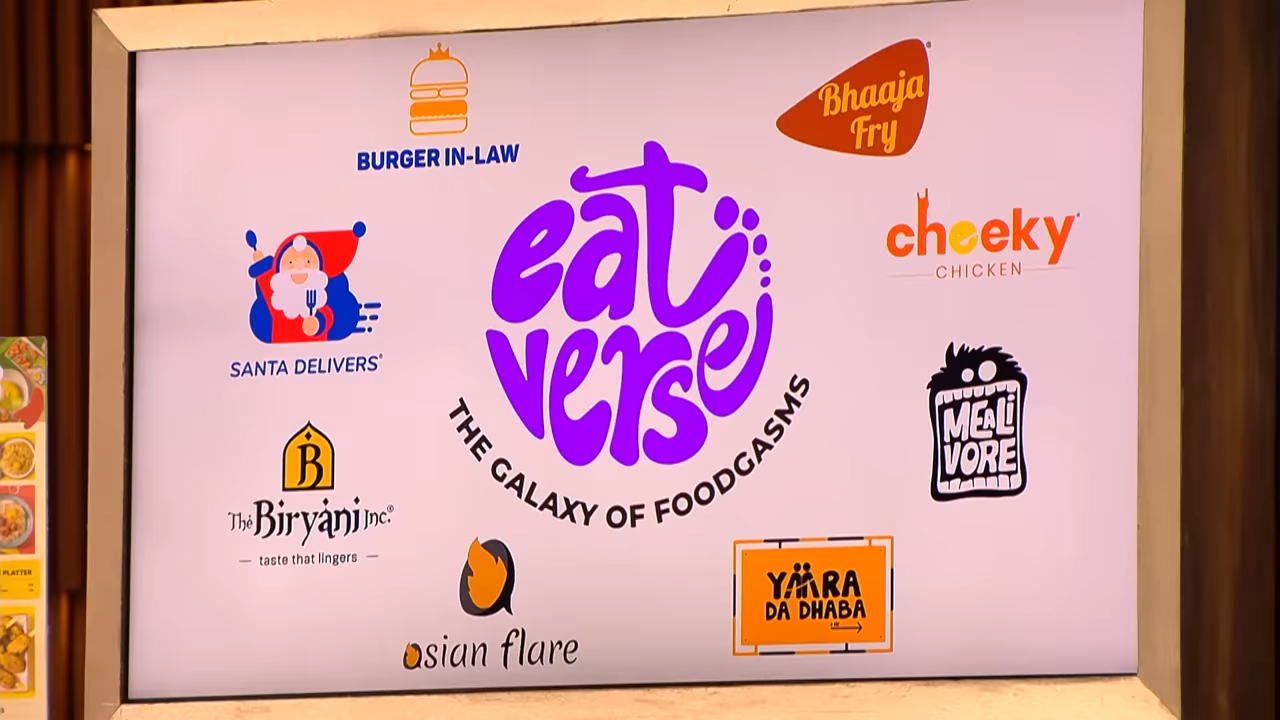 BURGER IN-LAW
Bhaaja
Fry
eat
verse
THE GALAXY OF FOODGASMS
cheeky
CHICKEN
SANTA DELIVERS
MEALI
VORE
B
The Biryani Inc.
taste that lingers
asian flare
YAARA
DA DHABA
PLATTER